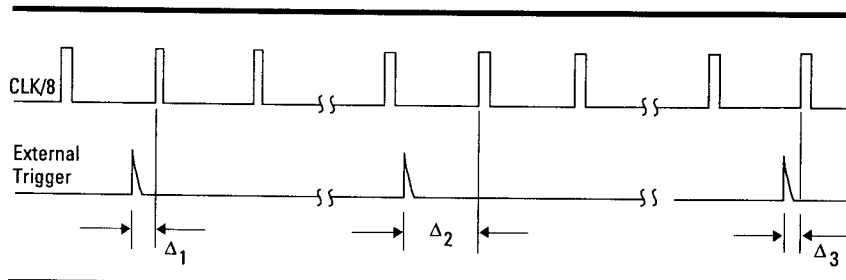 CLK/8
External
Trigger
Δ1
Δ2
Δ3